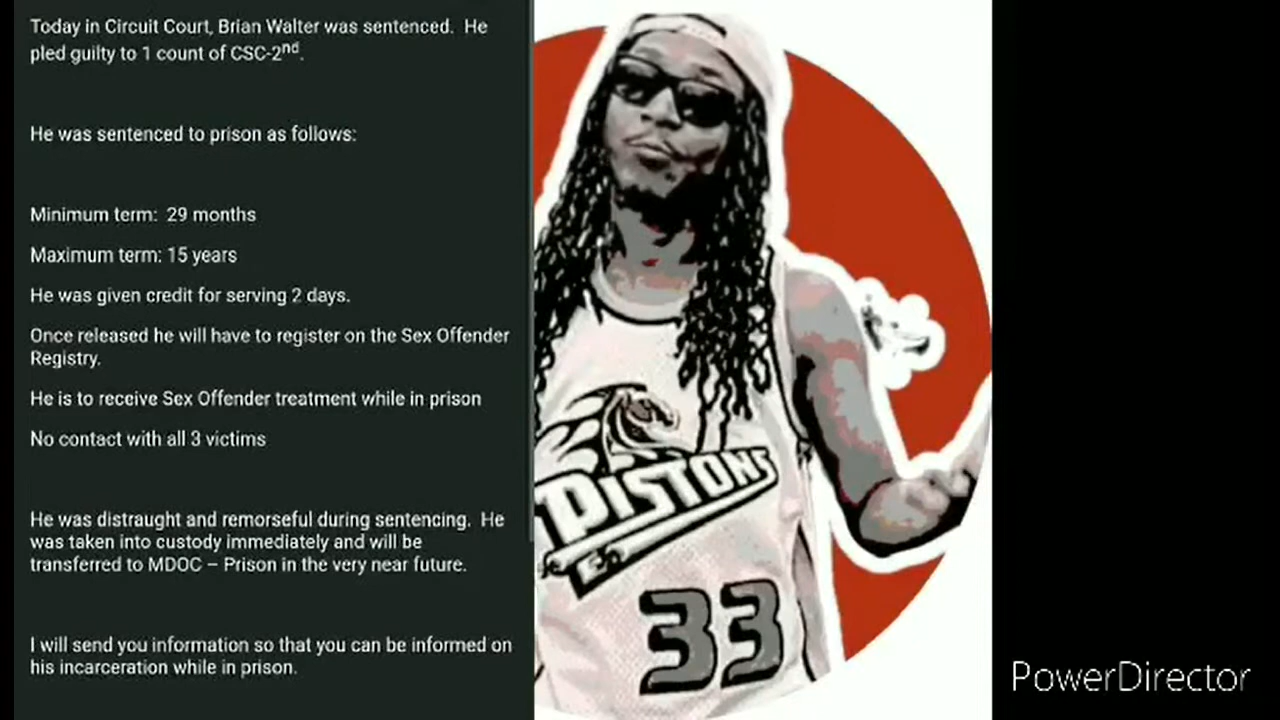 Today in Circuit Court, Brian Walter was sentenced. He
pled guilty to 1 count of CSC-2nd.
He was sentenced to prison as follows:
Minimum term: 29 months
Maximum term: 15 years
He was given credit for serving 2 days.
Once released he will have to register on the Sex Offender
Registry.
He is to receive Sex Offender treatment while in prison
No contact with all 3 victims
He was distraught and remorseful during sentencing. He
was taken into custody immediately and will be
transferred to MDOC – Prison in the very near future.
I will send you information so that you can be informed on
his incarceration while in prison.
PISTONS
33
PowerDirector